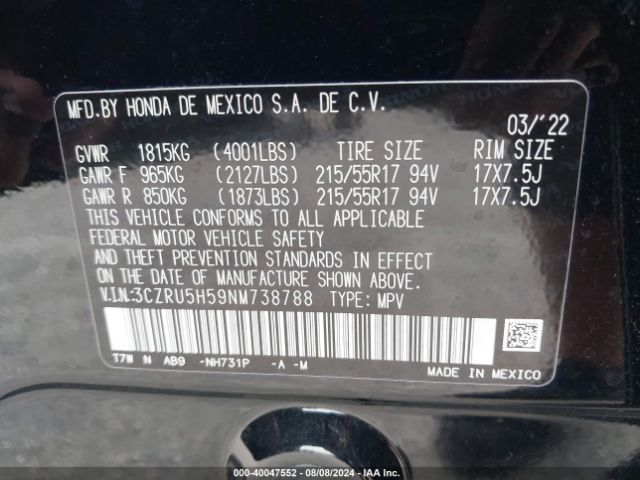 MFD.BY HONDA DE MEXICO S.A. DE C.V.
03/'22
GVWR 1815KG (4001LBS) TIRE SIZE RIM SIZE
GAWR F 965KG (2127LBS) 215/55R17 94V 17X7.5J
GAWR R 850KG (1873LBS) 215/55R17 94V 17X7.5J
THIS VEHICLE CONFORMS TO ALL APPLICABLE
FEDERAL MOTOR VEHICLE SAFETY
AND THEFT PREVENTION STANDARDS IN EFFECT
ON THE DATE OF MANUFACTURE SHOWN ABOVE.
V.I.N:3CZRU5H59NM738788 TYPE: MPV
T7W N AB9 -NH731P -A -M
MADE IN MEXICO
000-40047552 - 08/08/2024 - IAA Inc.